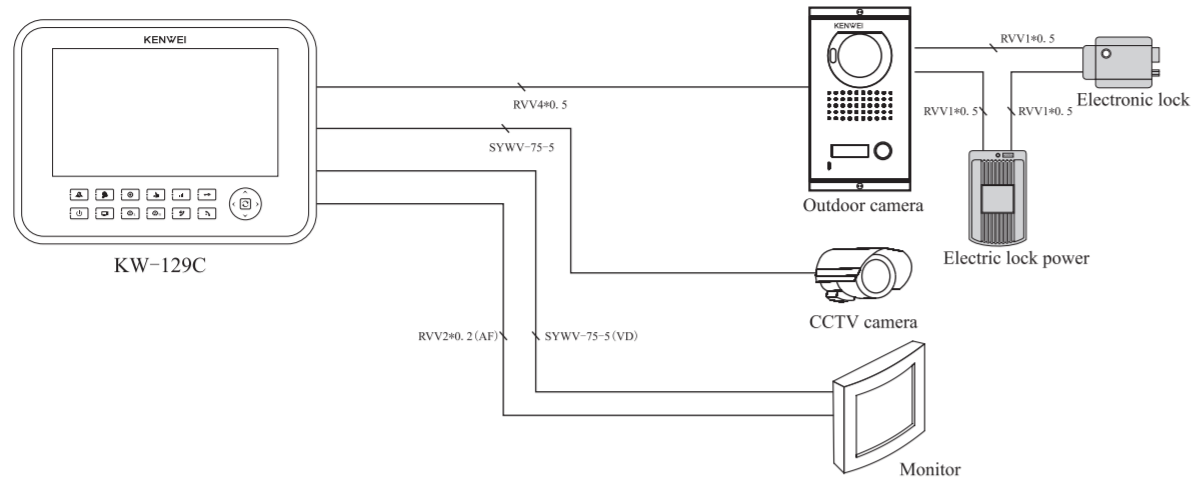 KENWEI
KENWEI
RVV1*0.5
RVV4*0.5
Electronic lock
RVV1*0.5
RVV1*0.5
SYWV-75-5
Outdoor camera
Electric lock power
KW-129C
CCTV camera
RVV2*0.2(AF)
SYWV-75-5(VD)
Monitor